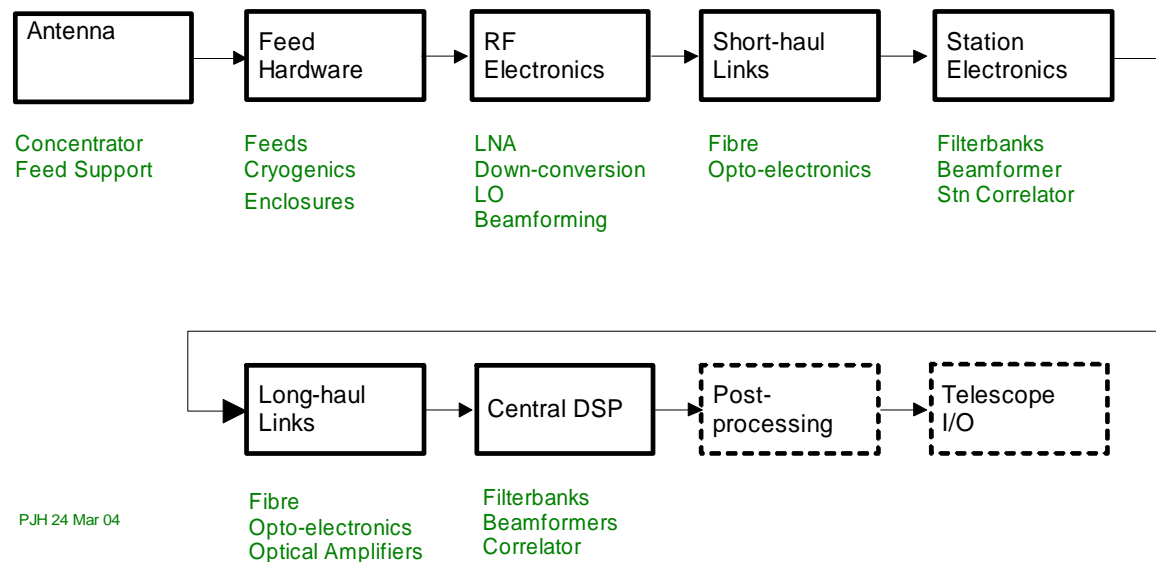 Antenna
Feed
Hardware
RF
Electronics
Short-haul
Links
Station
Electronics
Concentrator
Feed Support
Feeds
Cryogenics
Enclosures
LNA
Down-conversion
LO
Beamforming
Fibre
Opto-electronics
Filterbanks
Beamformer
Stn Correlator
Long-haul
Links
Central DSP
Post-
processing
Telescope
I/O
Fibre
Opto-electronics
Optical Amplifiers
Filterbanks
Beamformers
Correlator
PJH 24 Mar 04